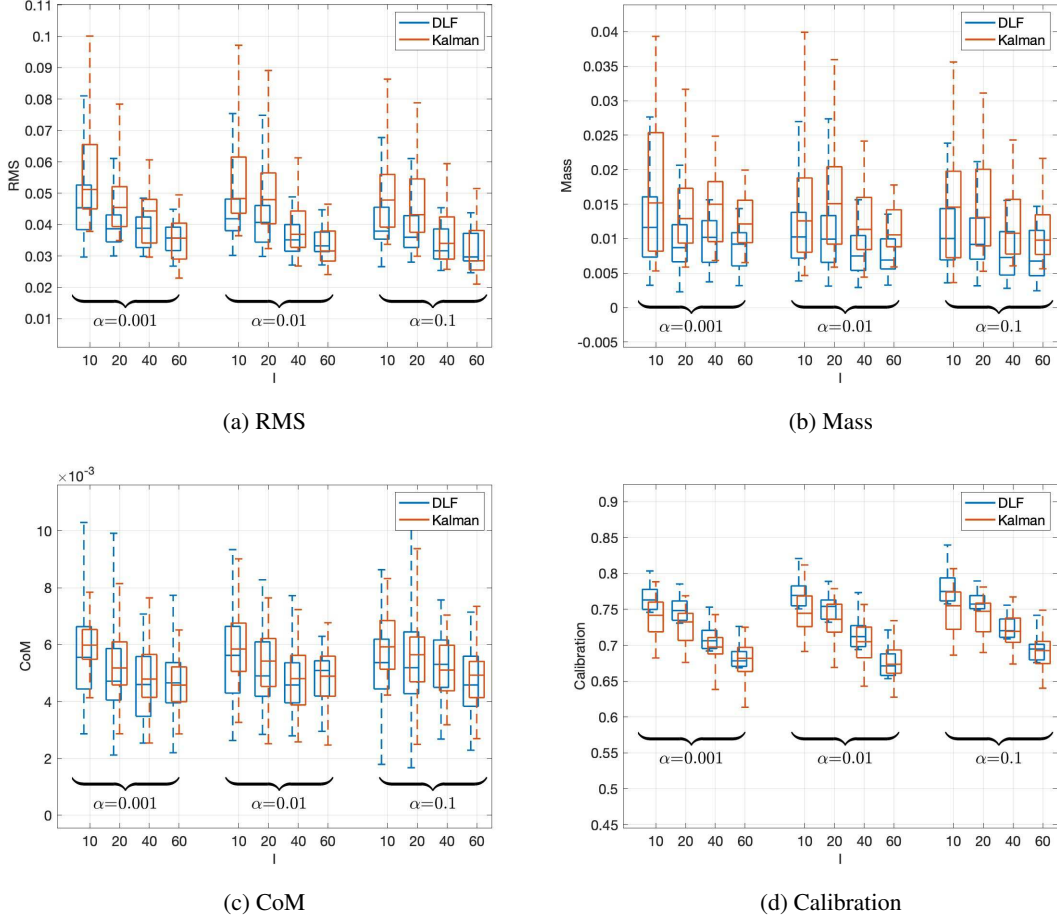 0.1
0.09
0.08
0.07
0.06
0.05
0.04
0.03
0.02
0.01
RMS
DLF
Kalman
α=0.001
α=0.01
α=0.1
10 20 40 60 10 20 40 60 10 20 40 60
I
(a) RMS
0.04
0.035
0.03
0.025
0.02
0.015
0.01
0.005
0
-0.005
Mass
DLF
Kalman
α=0.001
α=0.01
α=0.1
10 20 40 60 10 20 40 60 10 20 40 60
I
(b) Mass
×10⁻³
10
8
6
4
2
0
CoM
DLF
Kalman
α=0.001
α=0.01
α=0.1
10 20 40 60 10 20 40 60 10 20 40 60
I
(c) CoM
0.9
0.85
0.8
0.75
0.7
0.65
0.6
0.55
0.5
0.45
Calibration
DLF
Kalman
α=0.001
α=0.01
α=0.1
10 20 40 60 10 20 40 60 10 20 40 60
I
(d) Calibration